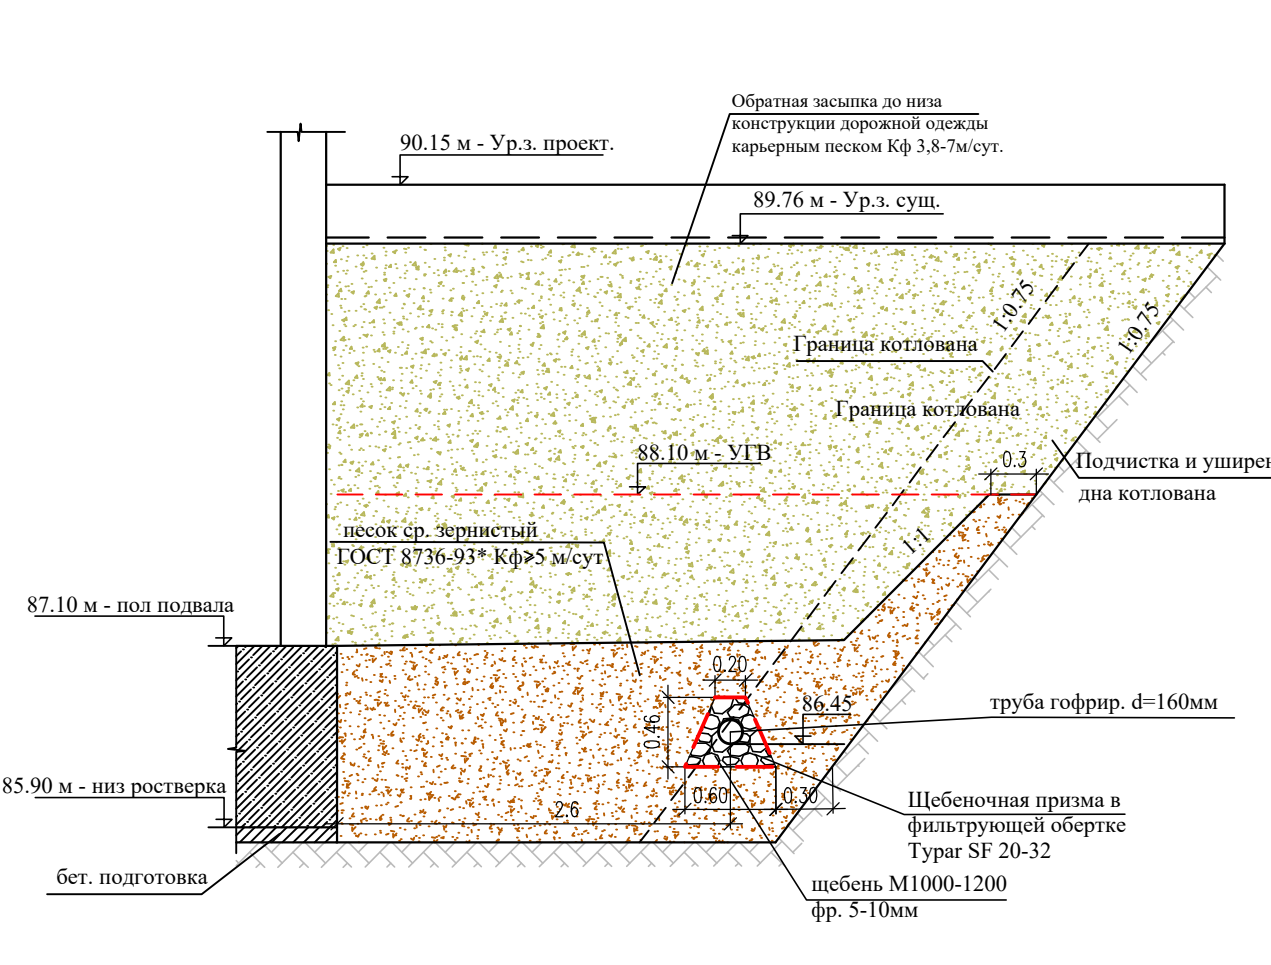 Обратная засыпка до низа
конструкции дорожной одежды
карьерным песком Кф 3,8-7м/сут.
90.15 м - Ур.з. проект.
89.76 м - Ур.з. сущ.
1:0.75
1:0.75
Граница котлована
Граница котлована
88.10 м - УГВ
0.3
Подчистка и уширен
дна котлована
песок ср. зернистый
ГОСТ 8736-93* Кф>5 м/сут
1:1
87.10 м - пол подвала
0.20
86.45
труба гофрир. d=160мм
0.46
85.90 м - низ ростверка
0.60
0.30
2.6
Щебеночная призма в
фильтрующей обертке
Typar SF 20-32
бет. подготовка
щебень М1000-1200
фр. 5-10мм